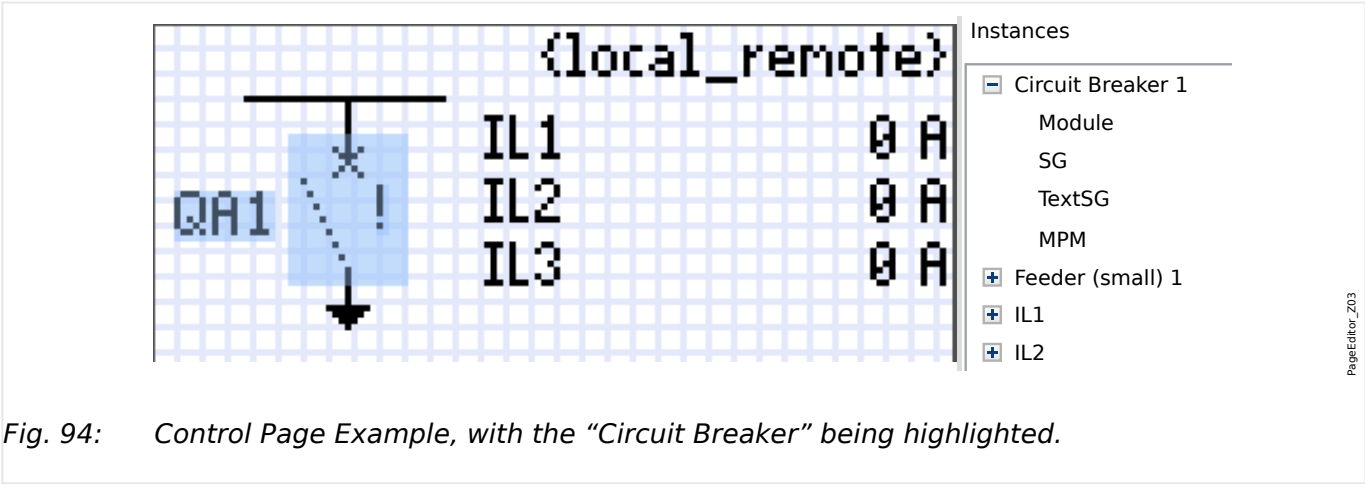 {local_remote}
QA1
!
IL1 0 A
IL2 0 A
IL3 0 A
Instances
Circuit Breaker 1
Module
SG
TextSG
MPM
Feeder (small) 1
IL1
IL2
PageEditor_Z03
Fig. 94: Control Page Example, with the “Circuit Breaker” being highlighted.